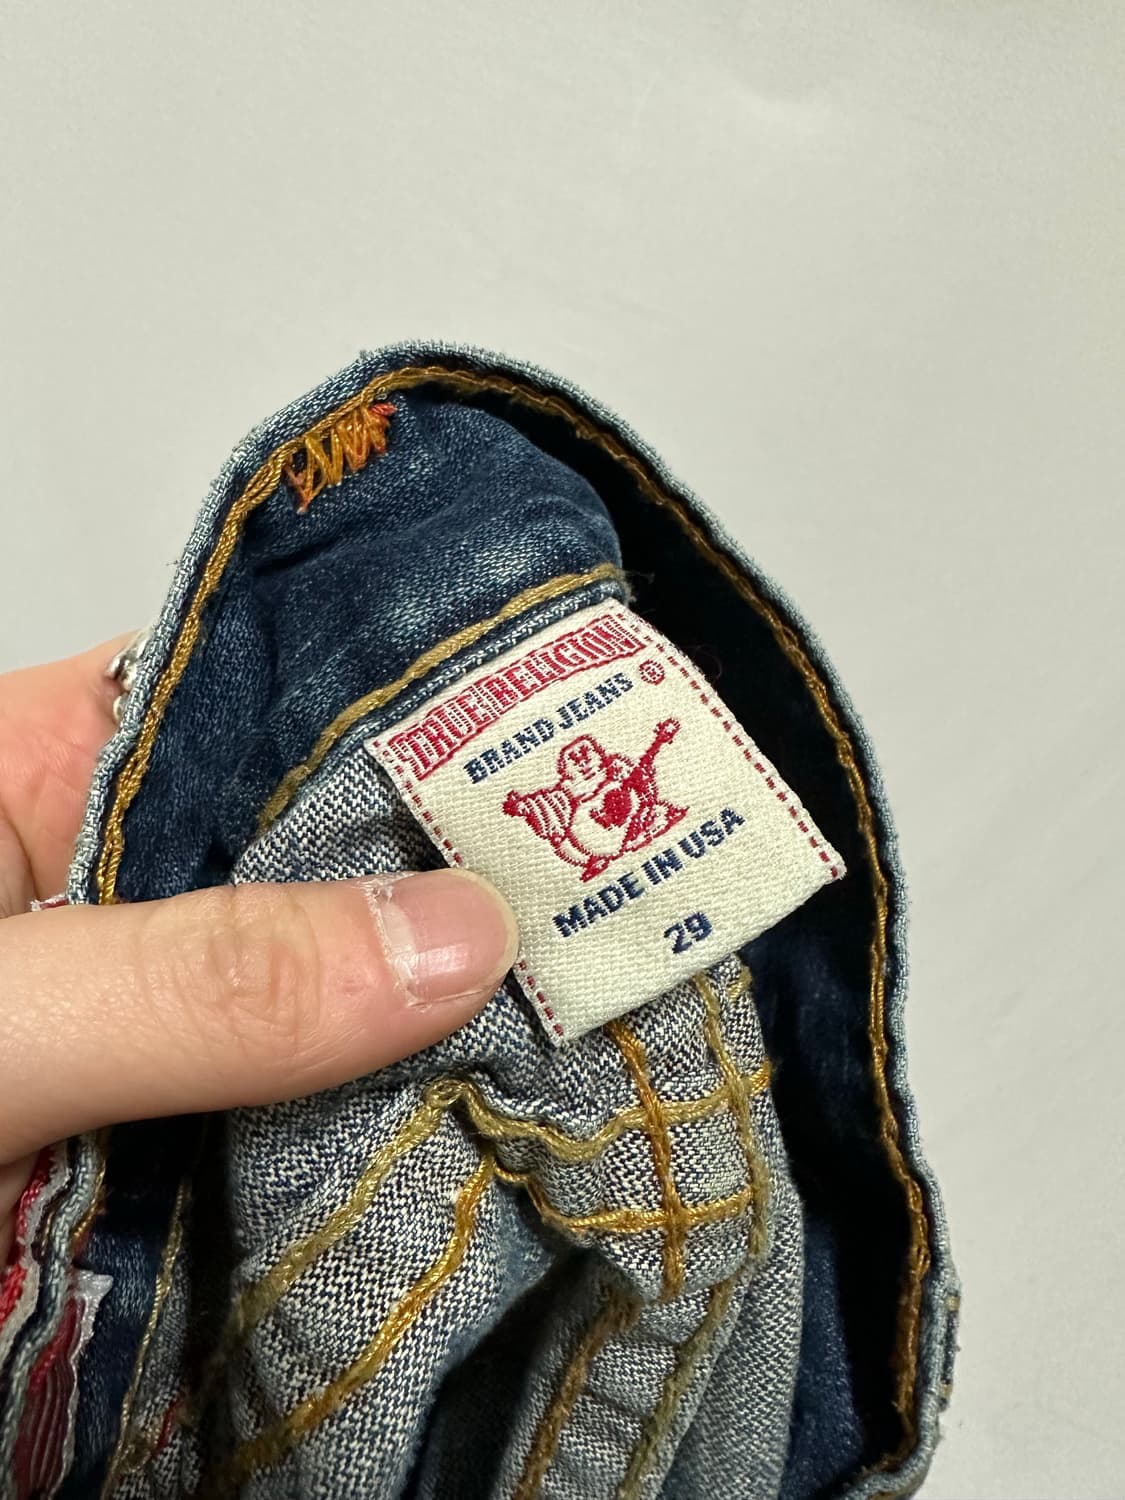 TRUE RELIGION
BRAND JEANS ®
MADE IN USA
29